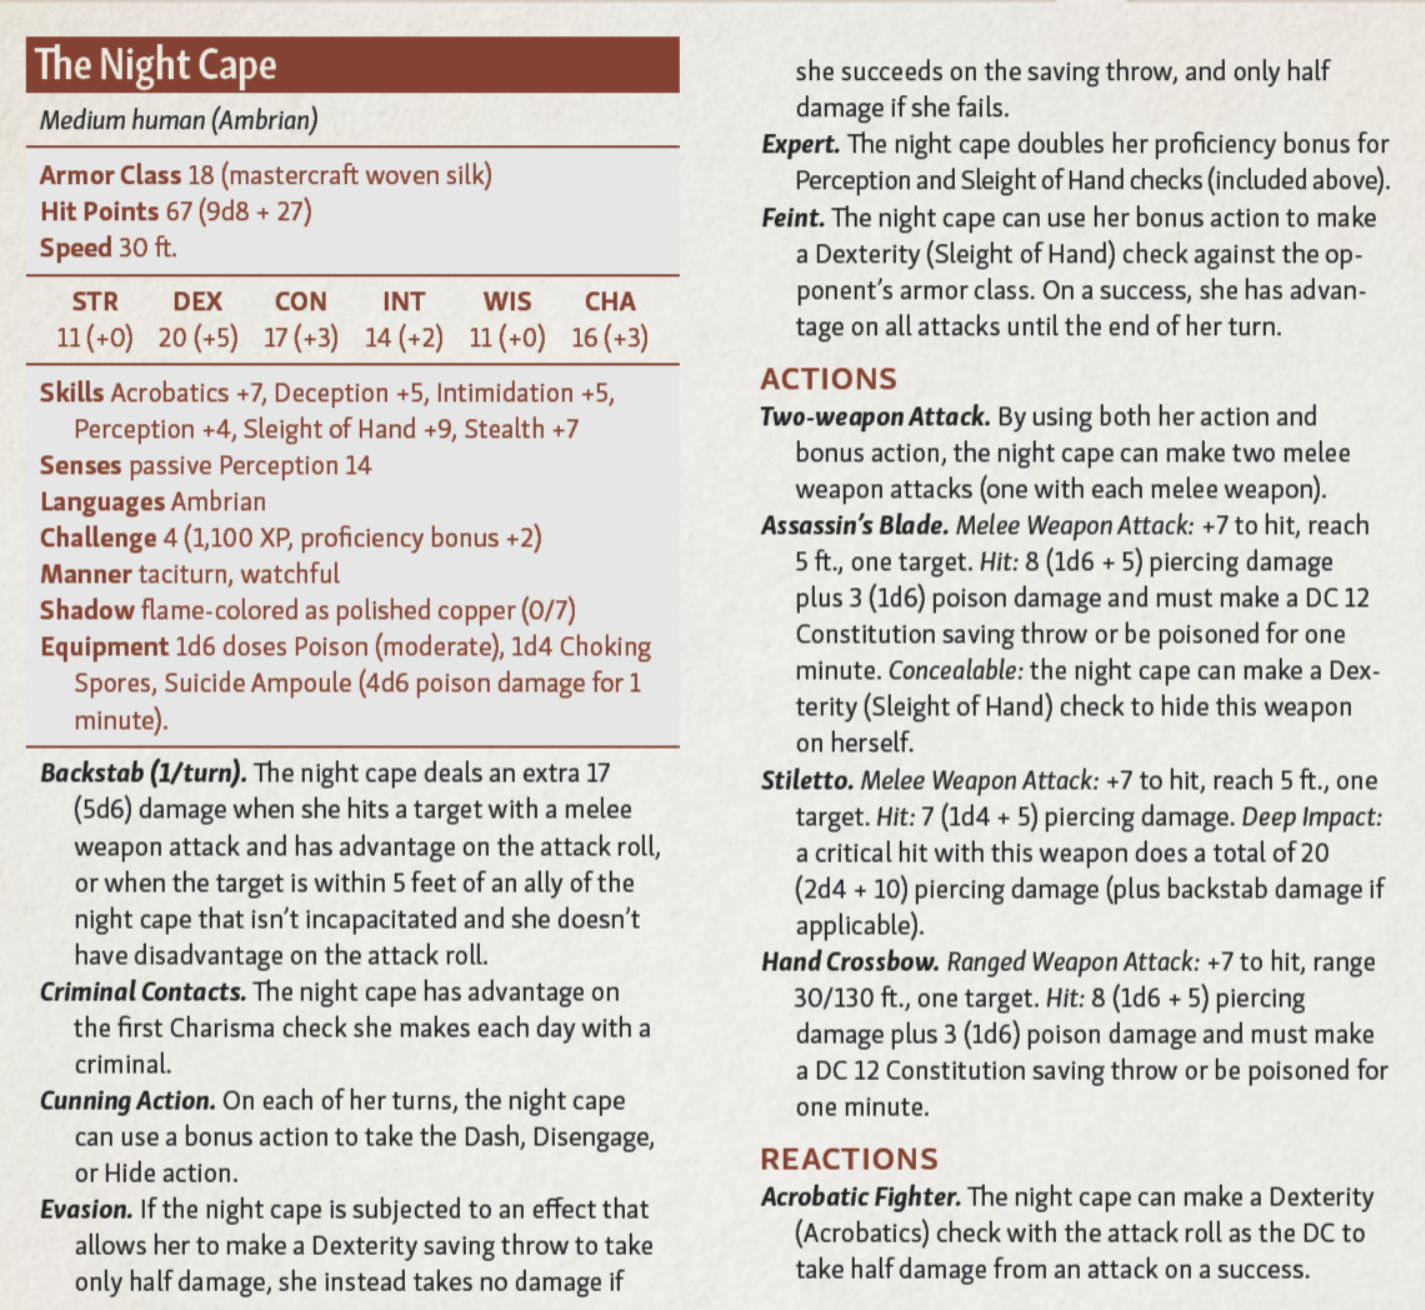 The Night Cape
Medium human (Ambrian)
Armor Class 18 (mastercraft woven silk)
Hit Points 67 (9d8 + 27)
Speed 30 ft.
STR DEX CON INT WIS CHA
11 (+0) 20 (+5) 17 (+3) 14 (+2) 11 (+0) 16 (+3)
Skills Acrobatics +7, Deception +5, Intimidation +5,
Perception +4, Sleight of Hand +9, Stealth +7
Senses passive Perception 14
Languages Ambrian
Challenge 4 (1,100 XP, proficiency bonus +2)
Manner taciturn, watchful
Shadow flame-colored as polished copper (0/7)
Equipment 1d6 doses Poison (moderate), 1d4 Choking
Spores, Suicide Ampoule (4d6 poison damage for 1
minute).
Backstab (1/turn). The night cape deals an extra 17
(5d6) damage when she hits a target with a melee
weapon attack and has advantage on the attack roll,
or when the target is within 5 feet of an ally of the
night cape that isn't incapacitated and she doesn't
have disadvantage on the attack roll.
Criminal Contacts. The night cape has advantage on
the first Charisma check she makes each day with a
criminal.
Cunning Action. On each of her turns, the night cape
can use a bonus action to take the Dash, Disengage,
or Hide action.
Evasion. If the night cape is subjected to an effect that
allows her to make a Dexterity saving throw to take
only half damage, she instead takes no damage if
she succeeds on the saving throw, and only half
damage if she fails.
Expert. The night cape doubles her proficiency bonus for
Perception and Sleight of Hand checks (included above).
Feint. The night cape can use her bonus action to make
a Dexterity (Sleight of Hand) check against the op-
ponent's armor class. On a success, she has advan-
tage on all attacks until the end of her turn.
ACTIONS
Two-weapon Attack. By using both her action and
bonus action, the night cape can make two melee
weapon attacks (one with each melee weapon).
Assassin's Blade. Melee Weapon Attack: +7 to hit, reach
5 ft., one target. Hit: 8 (1d6 + 5) piercing damage
plus 3 (1d6) poison damage and must make a DC 12
Constitution saving throw or be poisoned for one
minute. Concealable: the night cape can make a Dex-
terity (Sleight of Hand) check to hide this weapon
on herself.
Stiletto. Melee Weapon Attack: +7 to hit, reach 5 ft., one
target. Hit: 7 (1d4 + 5) piercing damage. Deep Impact:
a critical hit with this weapon does a total of 20
(2d4 + 10) piercing damage (plus backstab damage if
applicable).
Hand Crossbow. Ranged Weapon Attack: +7 to hit, range
30/130 ft., one target. Hit: 8 (1d6 + 5) piercing
damage plus 3 (1d6) poison damage and must make
a DC 12 Constitution saving throw or be poisoned for
one minute.
REACTIONS
Acrobatic Fighter. The night cape can make a Dexterity
(Acrobatics) check with the attack roll as the DC to
take half damage from an attack on a success.